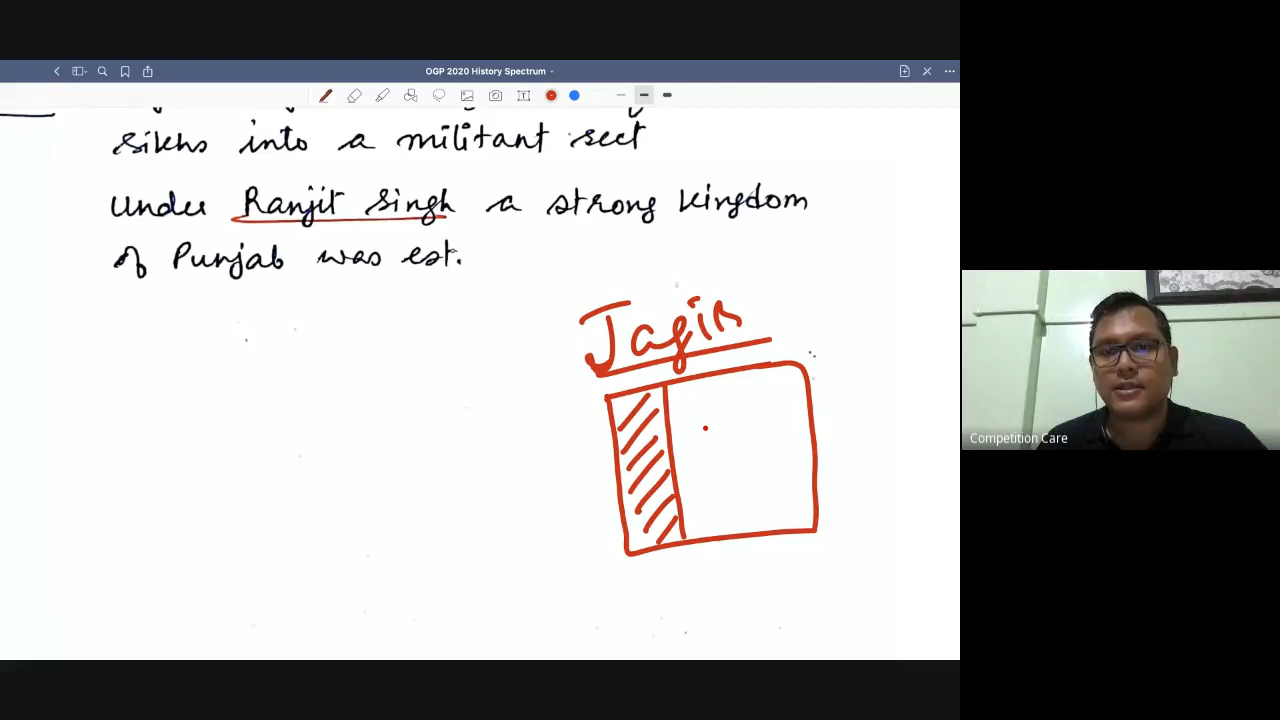 OGP 2020 History Spectrum
sikhs into a militant sect
Under Ranjit Singh a strong kingdom
of Punjab was est.
Jagir
Competition Care